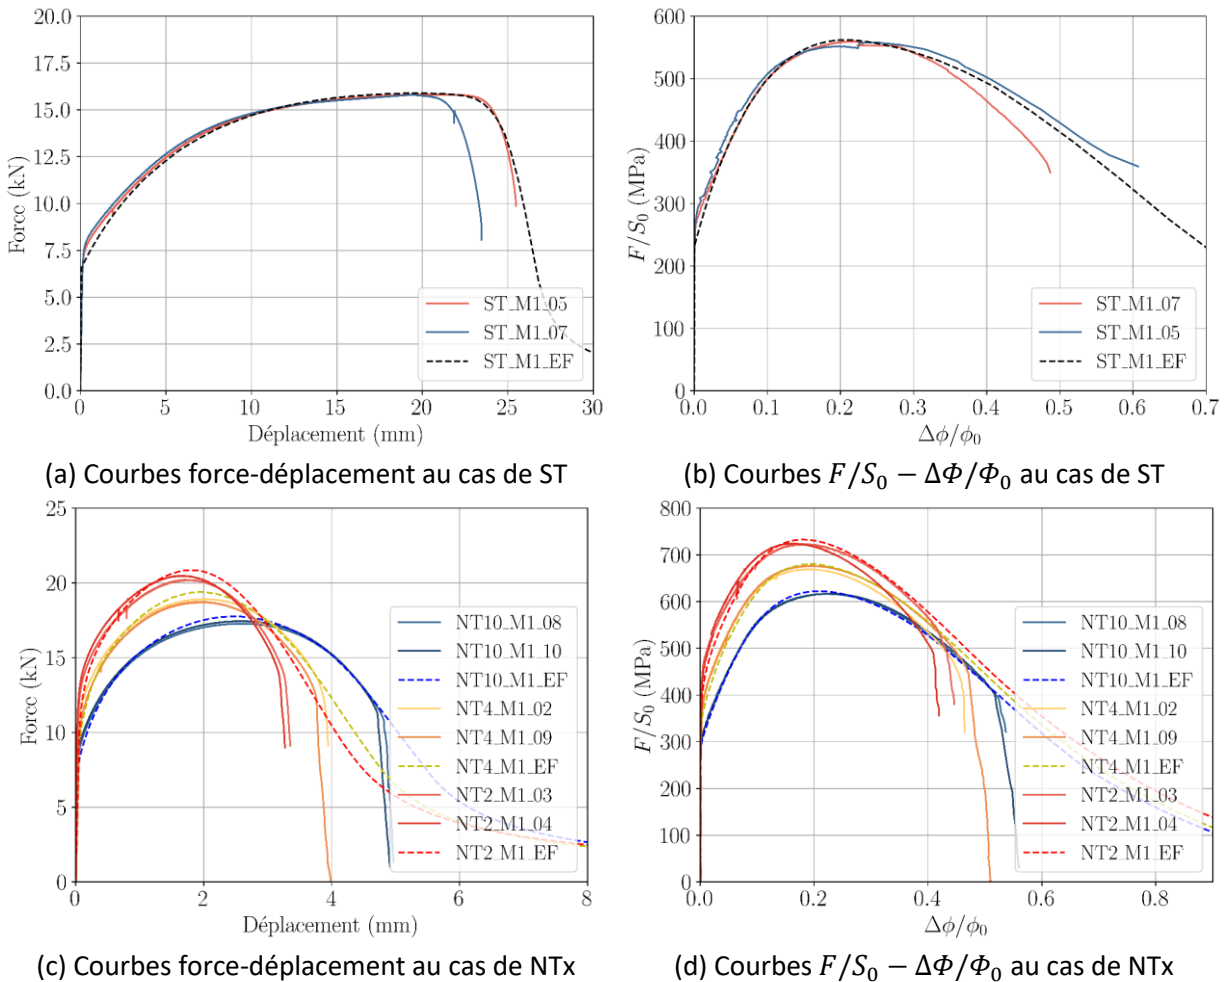 20.0
17.5
15.0
12.5
10.0
7.5
5.0
2.5
0.0
Force (kN)
0
5
10
15
20
25
30
Déplacement (mm)
ST_M1_05
ST_M1_07
ST_M1_EF
600
500
400
300
200
100
0
F/S₀ (MPa)
0.0
0.1
0.2
0.3
0.4
0.5
0.6
0.7
Δϕ/ϕ₀
ST_M1_07
ST_M1_05
ST_M1_EF
(a) Courbes force-déplacement au cas de ST
(b) Courbes F/S₀ − ΔΦ/Φ₀ au cas de ST
25
20
15
10
5
0
Force (kN)
0
2
4
6
8
Déplacement (mm)
NT10_M1_08
NT10_M1_10
NT10_M1_EF
NT4_M1_02
NT4_M1_09
NT4_M1_EF
NT2_M1_03
NT2_M1_04
NT2_M1_EF
800
700
600
500
400
300
200
100
0
F/S₀ (MPa)
0.0
0.2
0.4
0.6
0.8
Δϕ/ϕ₀
NT10_M1_08
NT10_M1_10
NT10_M1_EF
NT4_M1_02
NT4_M1_09
NT4_M1_EF
NT2_M1_03
NT2_M1_04
NT2_M1_EF
(c) Courbes force-déplacement au cas de NTx
(d) Courbes F/S₀ − ΔΦ/Φ₀ au cas de NTx